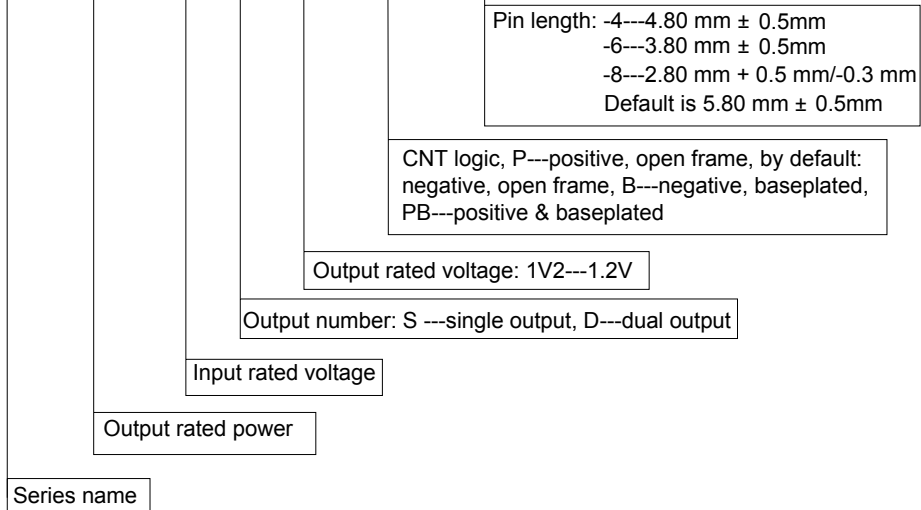 Pin length: -4---4.80 mm ± 0.5mm
-6---3.80 mm ± 0.5mm
-8---2.80 mm + 0.5 mm/-0.3 mm
Default is 5.80 mm ± 0.5mm
CNT logic, P---positive, open frame, by default:
negative, open frame, B---negative, baseplated,
PB---positive & baseplated
Output rated voltage: 1V2---1.2V
Output number: S ---single output, D---dual output
Input rated voltage
Output rated power
Series name